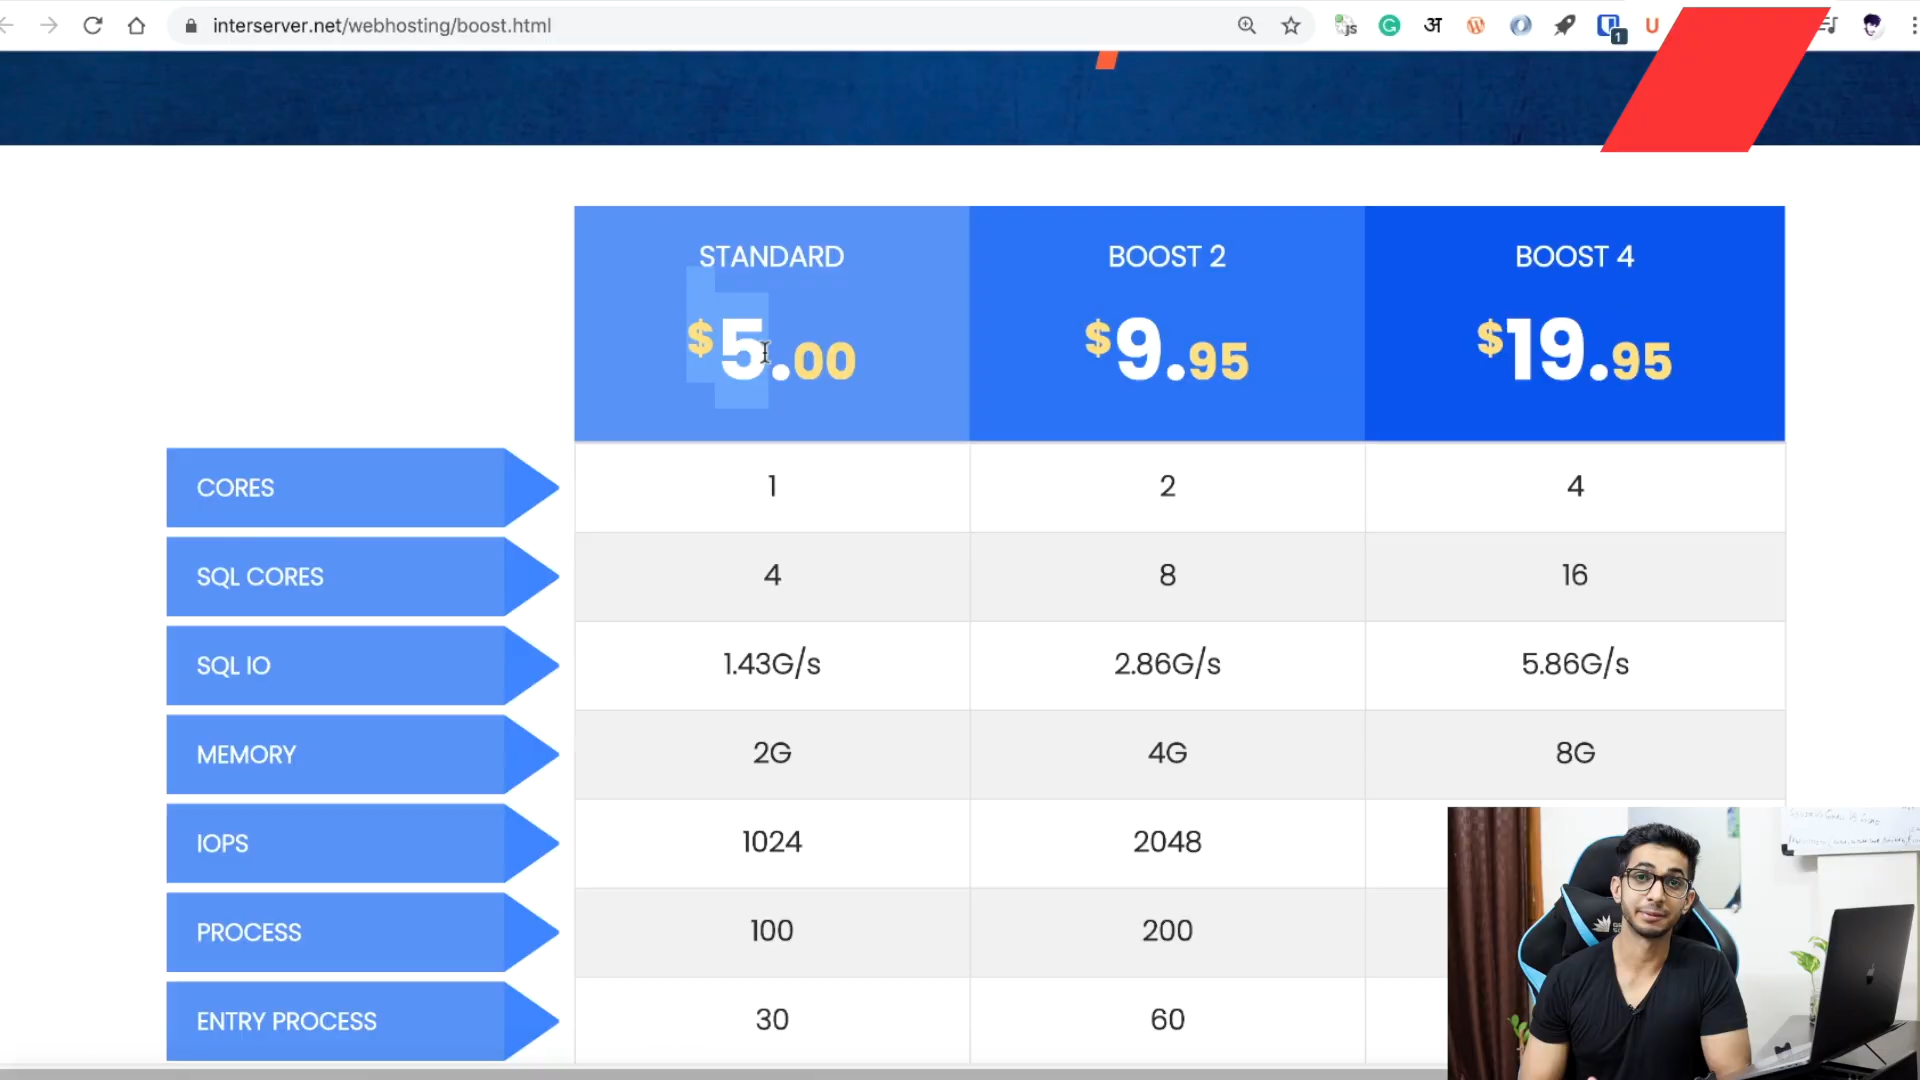 interserver.net/webhosting/boost.html
JS
G
अ
1
U
STANDARD
BOOST 2
BOOST 4
$5.00
$9.95
$19.95
CORES
1
2
4
SQL CORES
4
8
16
SQL IO
1.43G/s
2.86G/s
5.86G/s
MEMORY
2G
4G
8G
IOPS
1024
2048
PROCESS
100
200
ENTRY PROCESS
30
60